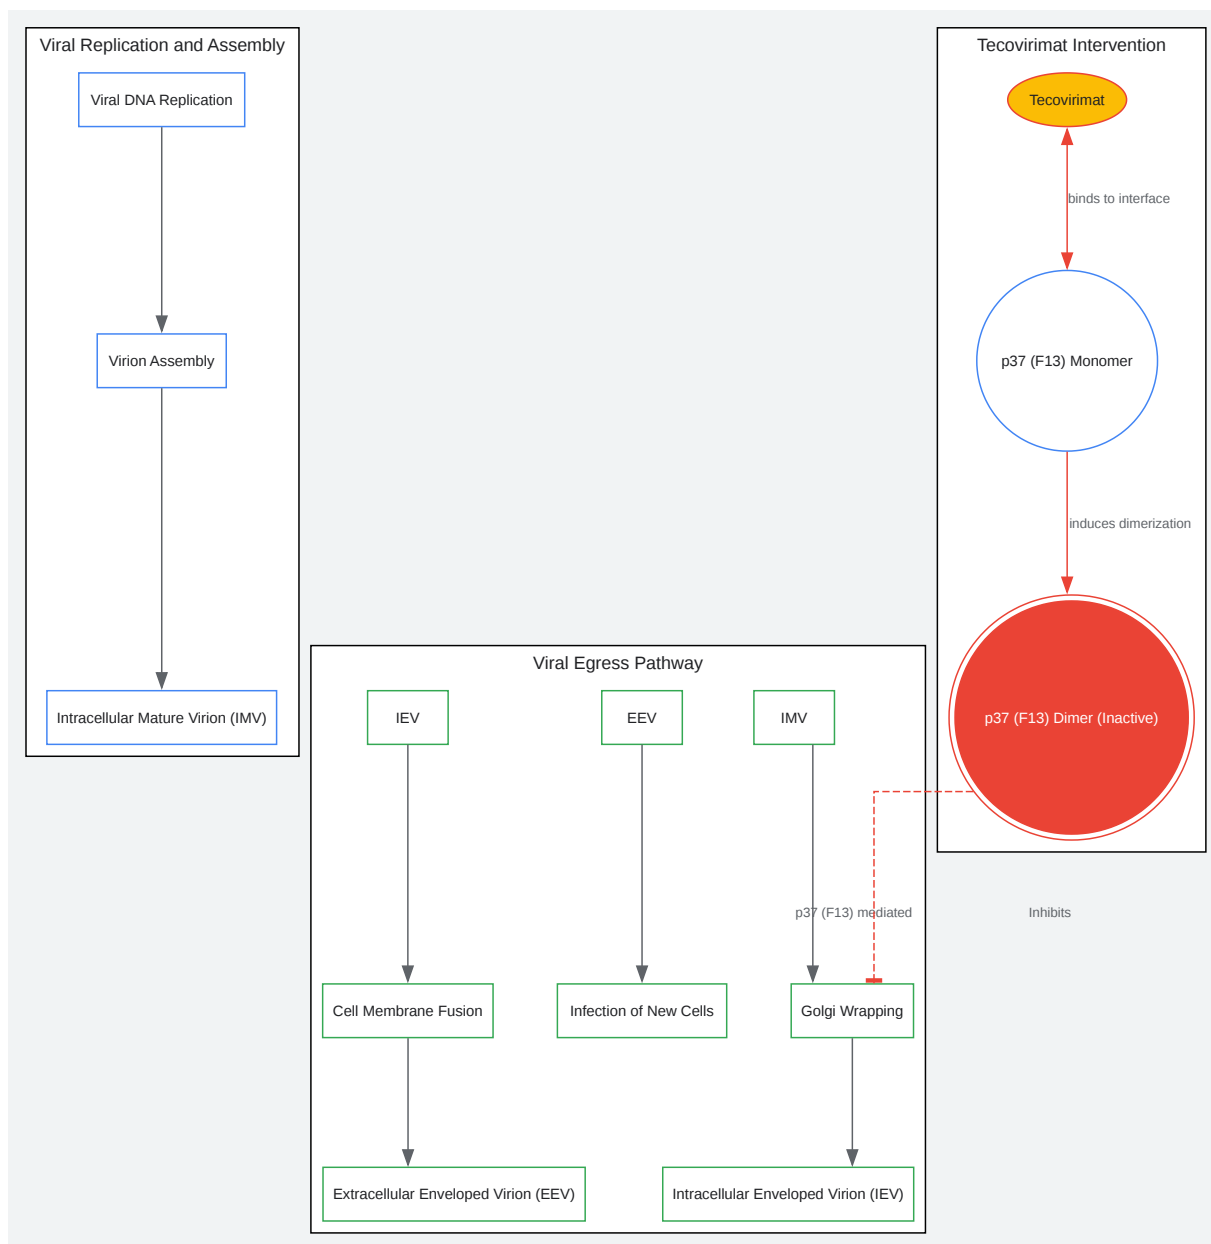 Viral Replication and Assembly
Viral DNA Replication
Virion Assembly
Intracellular Mature Virion (IMV)
Tecovirimat Intervention
Tecovirimat
binds to interface
p37 (F13) Monomer
induces dimerization
p37 (F13) Dimer (Inactive)
Inhibits
Viral Egress Pathway
IEV
EEV
IMV
p37 (F13) mediated
Cell Membrane Fusion
Infection of New Cells
Golgi Wrapping
Extracellular Enveloped Virion (EEV)
Intracellular Enveloped Virion (IEV)